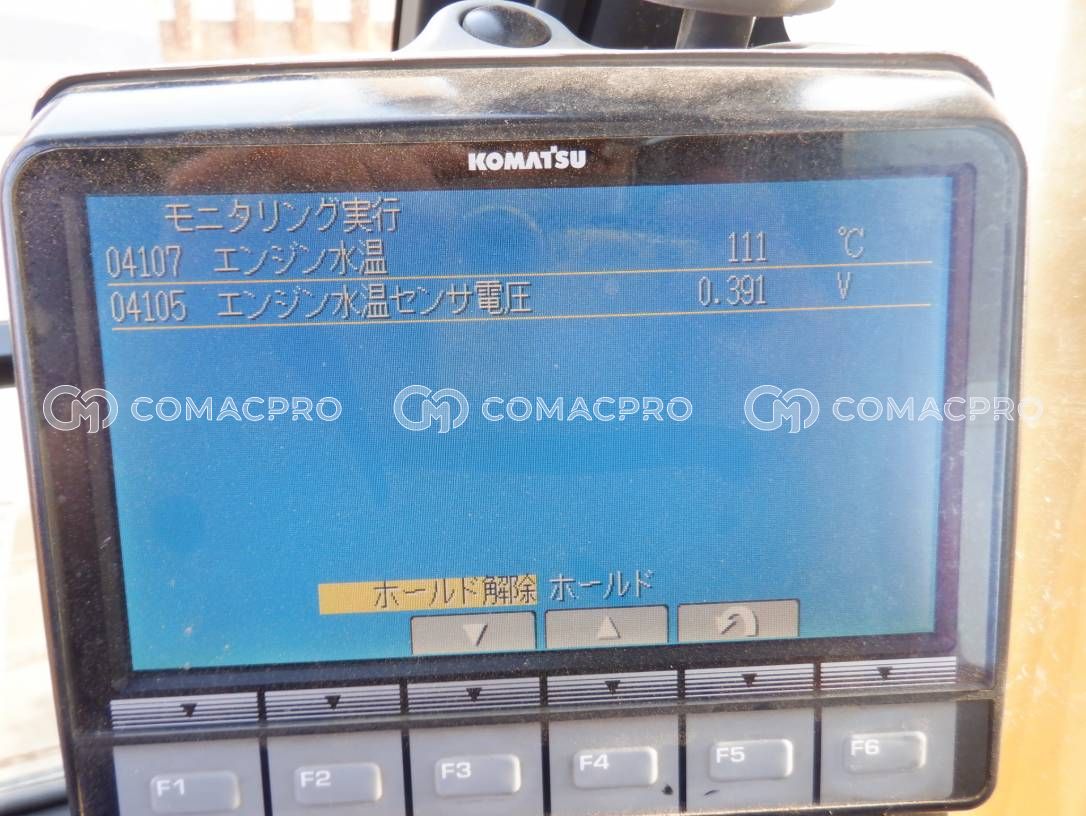 KOMATSU
モニタリング実行
04107 エンジン水温 111 ℃
04105 エンジン水温センサ電圧 0.391 V
COMACPRO COMACPRO COMACPRO
ホールド解除 ホールド
F1 F2 F3 F4 F5 F6